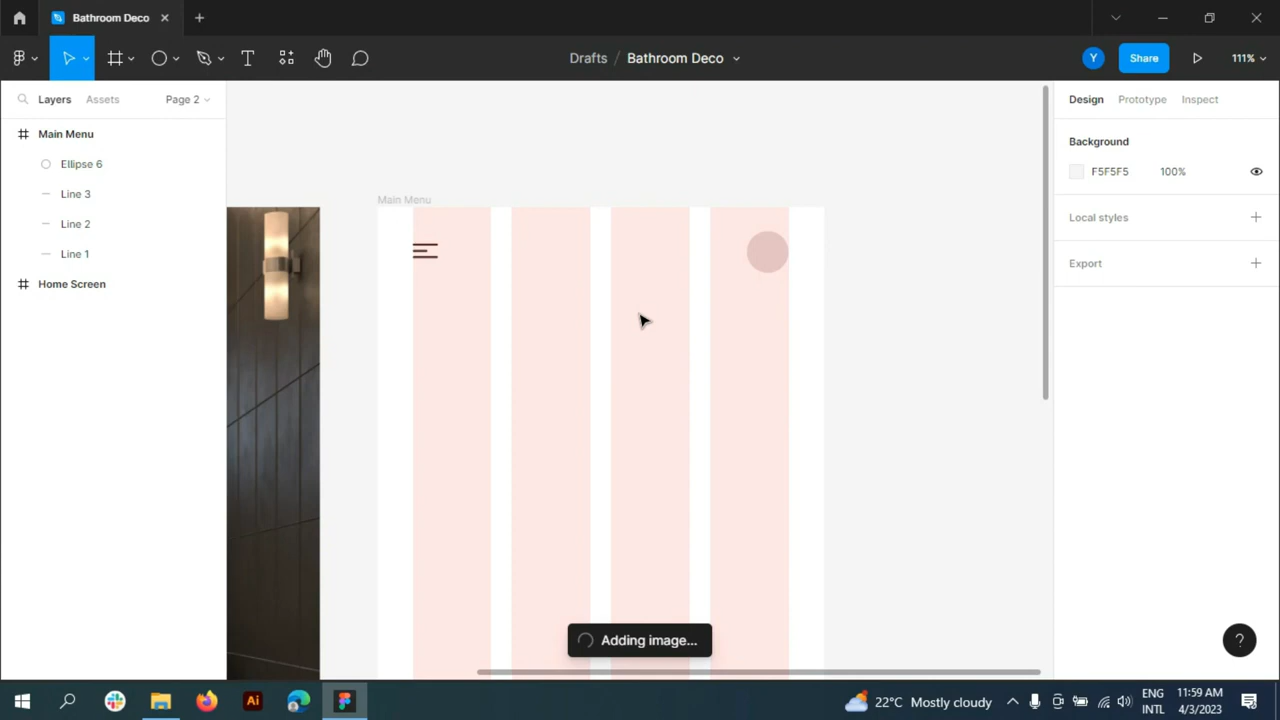 Bathroom Deco
Drafts / Bathroom Deco
Y
Share
111%
Layers
Assets
Page 2
Design
Prototype
Inspect
Main Menu
Ellipse 6
Line 3
Line 2
Line 1
Home Screen
Main Menu
Background
F5F5F5
100%
Local styles
Export
Adding image...
?
Ai
22°C Mostly cloudy
ENG
INTL
11:59 AM
4/3/2023